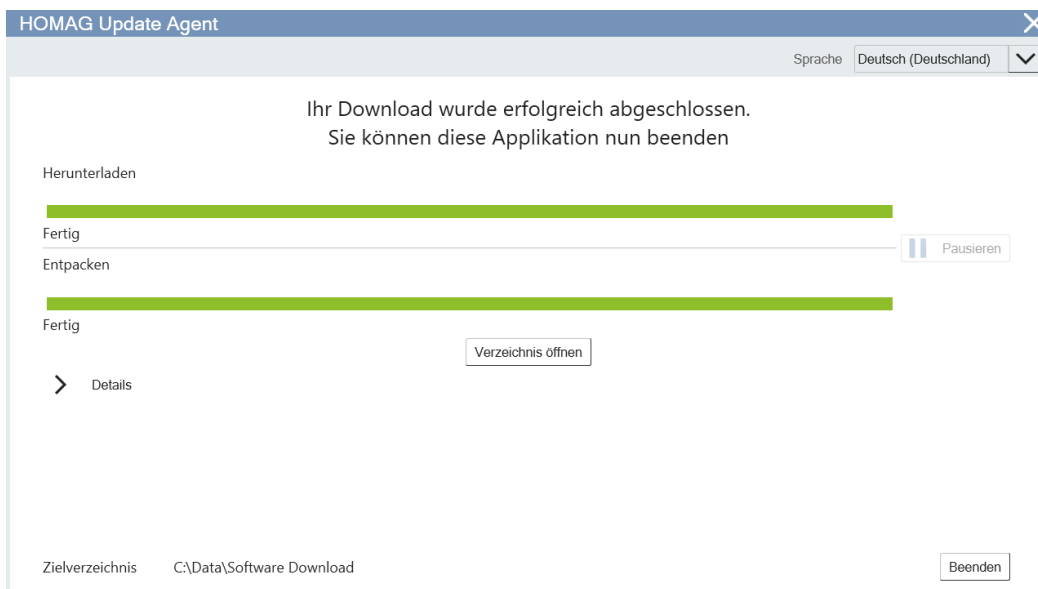 HOMAG Update Agent
Sprache Deutsch (Deutschland)
Ihr Download wurde erfolgreich abgeschlossen.
Sie können diese Applikation nun beenden
Herunterladen
Fertig
Pausieren
Entpacken
Fertig
Verzeichnis öffnen
Details
Zielverzeichnis C:\Data\Software Download
Beenden